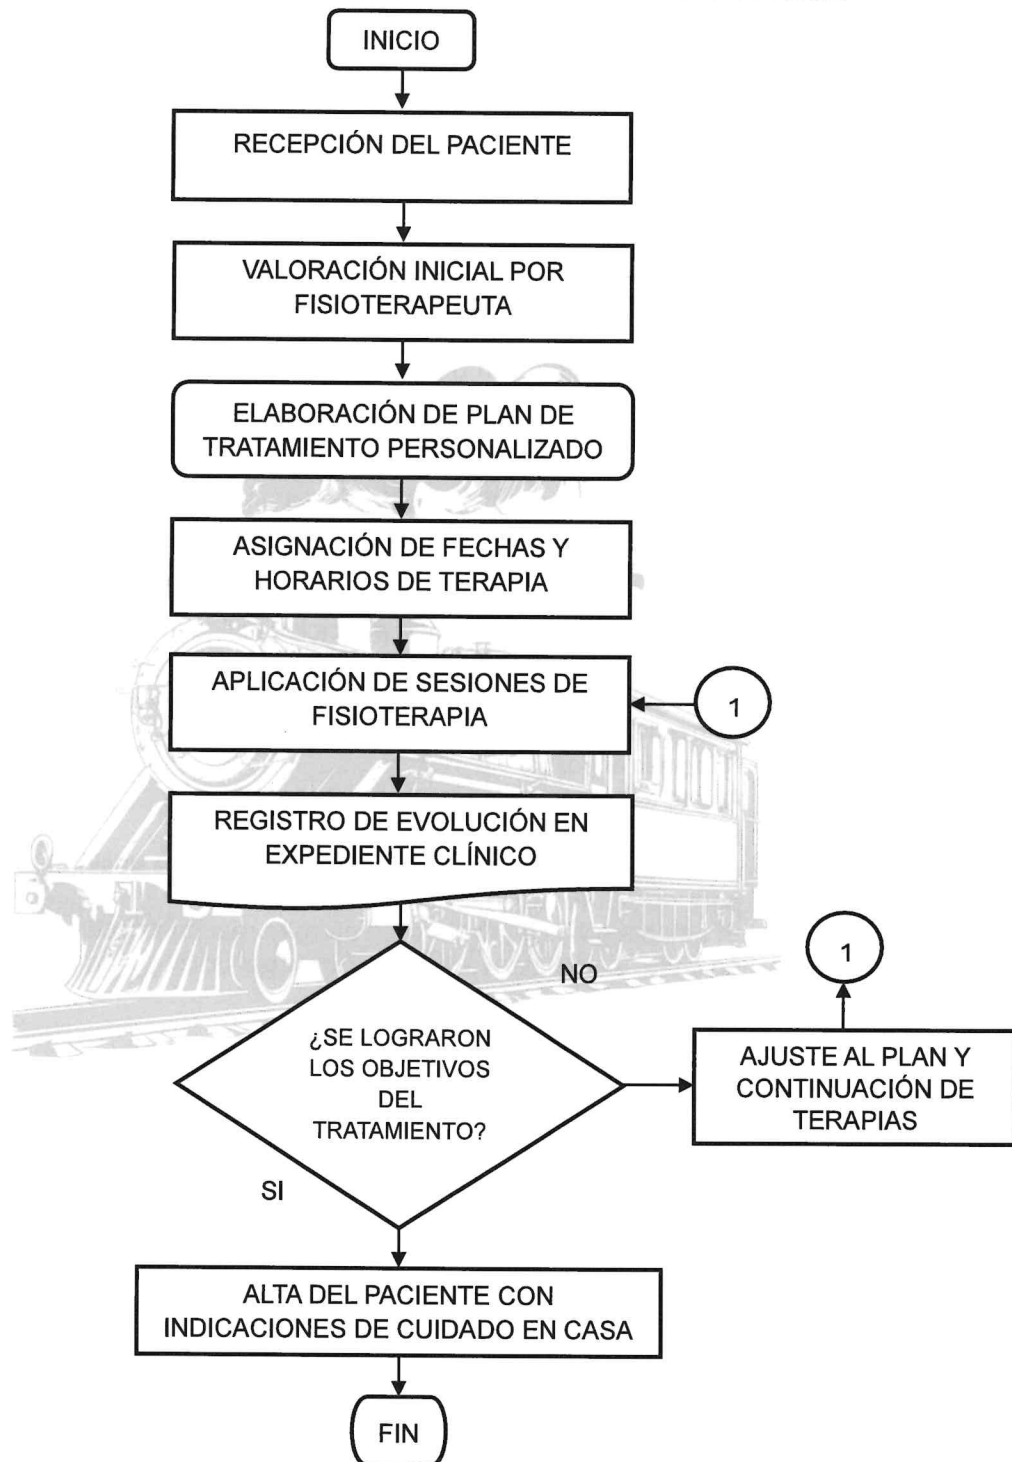 INICIO
RECEPCIÓN DEL PACIENTE
VALORACIÓN INICIAL POR
FISIOTERAPEUTA
ELABORACIÓN DE PLAN DE
TRATAMIENTO PERSONALIZADO
ASIGNACIÓN DE FECHAS Y
HORARIOS DE TERAPIA
APLICACIÓN DE SESIONES DE
FISIOTERAPIA
1
REGISTRO DE EVOLUCIÓN EN
EXPEDIENTE CLÍNICO
¿SE LOGRARON
LOS OBJETIVOS
DEL
TRATAMIENTO?
NO
1
AJUSTE AL PLAN Y
CONTINUACIÓN DE
TERAPIAS
SI
ALTA DEL PACIENTE CON
INDICACIONES DE CUIDADO EN CASA
FIN